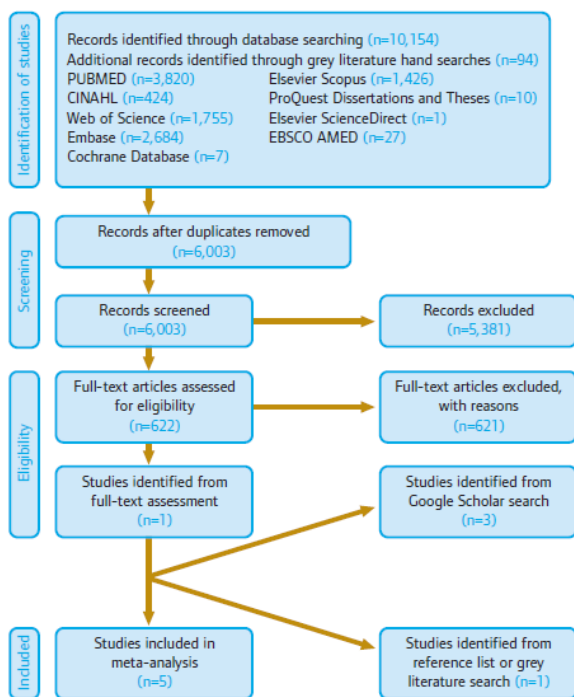 Identification of studies
Records identified through database searching (n=10,154)
Additional records identified through grey literature hand searches (n=94)
PUBMED (n=3,820)
Elsevier Scopus (n=1,426)
CINAHL (n=424)
ProQuest Dissertations and Theses (n=10)
Web of Science (n=1,755)
Elsevier ScienceDirect (n=1)
Embase (n=2,684)
EBSCO AMED (n=27)
Cochrane Database (n=7)
Screening
Records after duplicates removed
(n=6,003)
Records screened
(n=6,003)
Records excluded
(n=5,381)
Eligibility
Full-text articles assessed
for eligibility
(n=622)
Full-text articles excluded,
with reasons
(n=621)
Studies identified from
full-text assessment
(n=1)
Studies identified from
Google Scholar search
(n=3)
Included
Studies included in
meta-analysis
(n=5)
Studies identified from
reference list or grey
literature search (n=1)